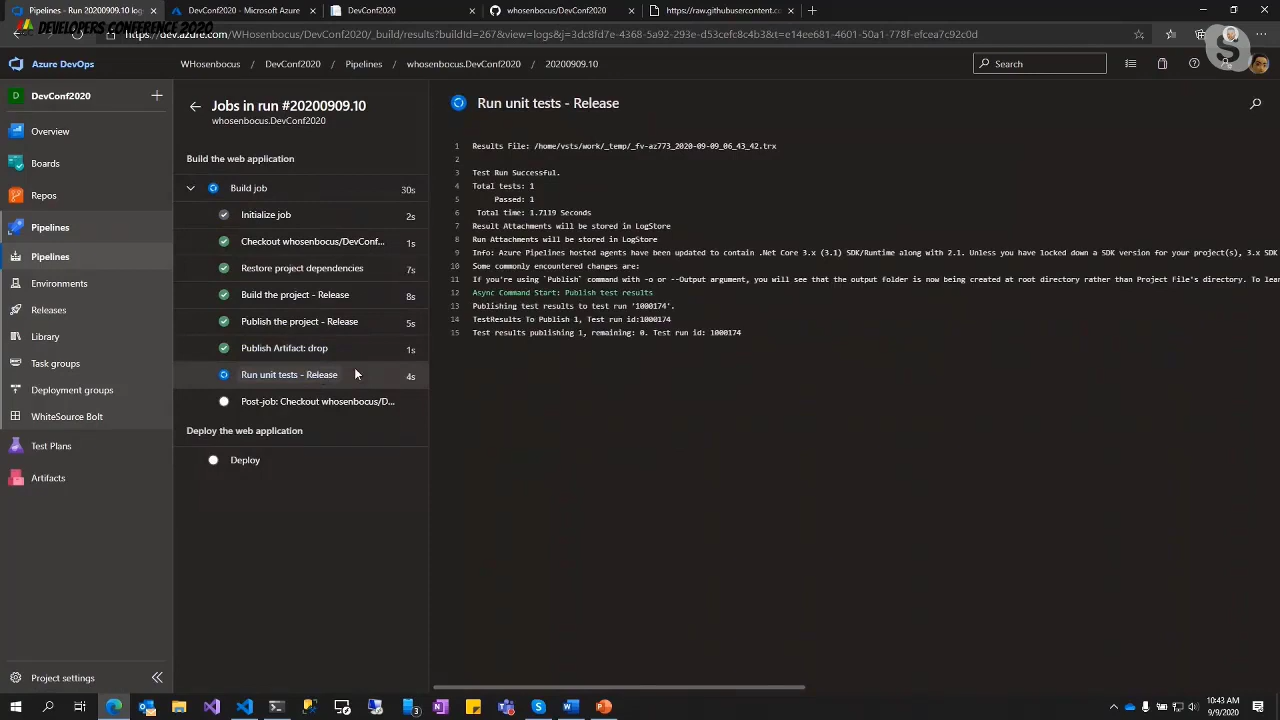 Pipelines - Run 20200909.10 log
DevConf2020 - Microsoft Azure
DevConf2020
whosenbocus/DevConf2020
https://raw.githubusercontent.co
DEVELOPERS CONFERENCE 2020
https://dev.azure.com/WHosenbocus/DevConf2020/_build/results?buildId=267&view=logs&j=3dc8fd7e-4368-5a92-293e-d53cefc8c4b3&t=e14ee681-4601-50a1-778f-efcea7c92c0d
Azure DevOps
WHosenbocus / DevConf2020 / Pipelines / whosenbocus.DevConf2020 / 20200909.10
Search
D DevConf2020
Overview
Boards
Repos
Pipelines
Pipelines
Environments
Releases
Library
Task groups
Deployment groups
WhiteSource Bolt
Test Plans
Artifacts
Project settings
Jobs in run #20200909.10
whosenbocus.DevConf2020
Build the web application
Build job 30s
Initialize job 2s
Checkout whosenbocus/DevConf... 1s
Restore project dependencies 7s
Build the project - Release 8s
Publish the project - Release 5s
Publish Artifact: drop 1s
Run unit tests - Release 4s
Post-job: Checkout whosenbocus/D...
Deploy the web application
Deploy
Run unit tests - Release
1 Results File: /home/vsts/work/_temp/_fv-az773_2020-09-09_06_43_42.trx
2
3 Test Run Successful.
4 Total tests: 1
5 Passed: 1
6 Total time: 1.7119 Seconds
7 Result Attachments will be stored in LogStore
8 Run Attachments will be stored in LogStore
9 Info: Azure Pipelines hosted agents have been updated to contain .Net Core 3.x (3.1) SDK/Runtime along with 2.1. Unless you have locked down a SDK version for your project(s), 3.x SDK
10 Some commonly encountered changes are:
11 If you're using `Publish` command with -o or --Output argument, you will see that the output Folder is now being created at root directory rather than Project File's directory. To lea
12 Async Command Start: Publish test results
13 Publishing test results to test run '1000174'.
14 TestResults To Publish 1, Test run id:1000174
15 Test results publishing 1, remaining: 0. Test run id: 1000174
10:43 AM
9/9/2020